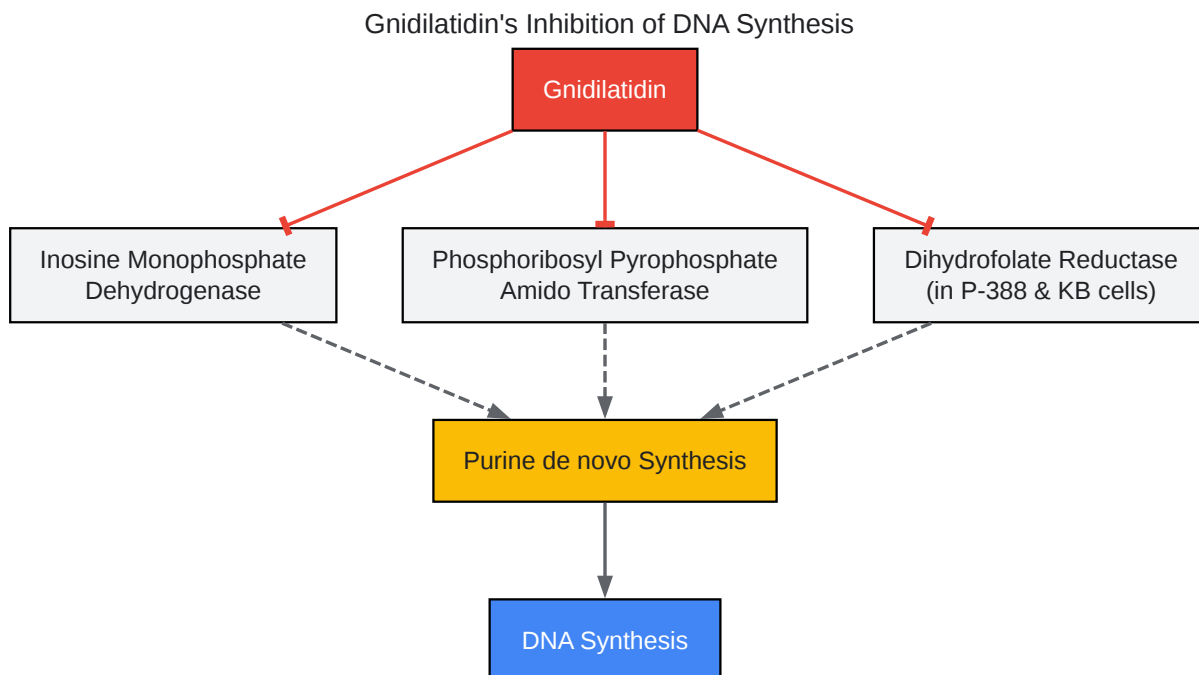 Gnidilatidin's Inhibition of DNA Synthesis
Gnidilatidin
Inosine Monophosphate
Dehydrogenase
Phosphoribosyl Pyrophosphate
Amido Transferase
Dihydrofolate Reductase
(in P-388 & KB cells)
Purine de novo Synthesis
DNA Synthesis